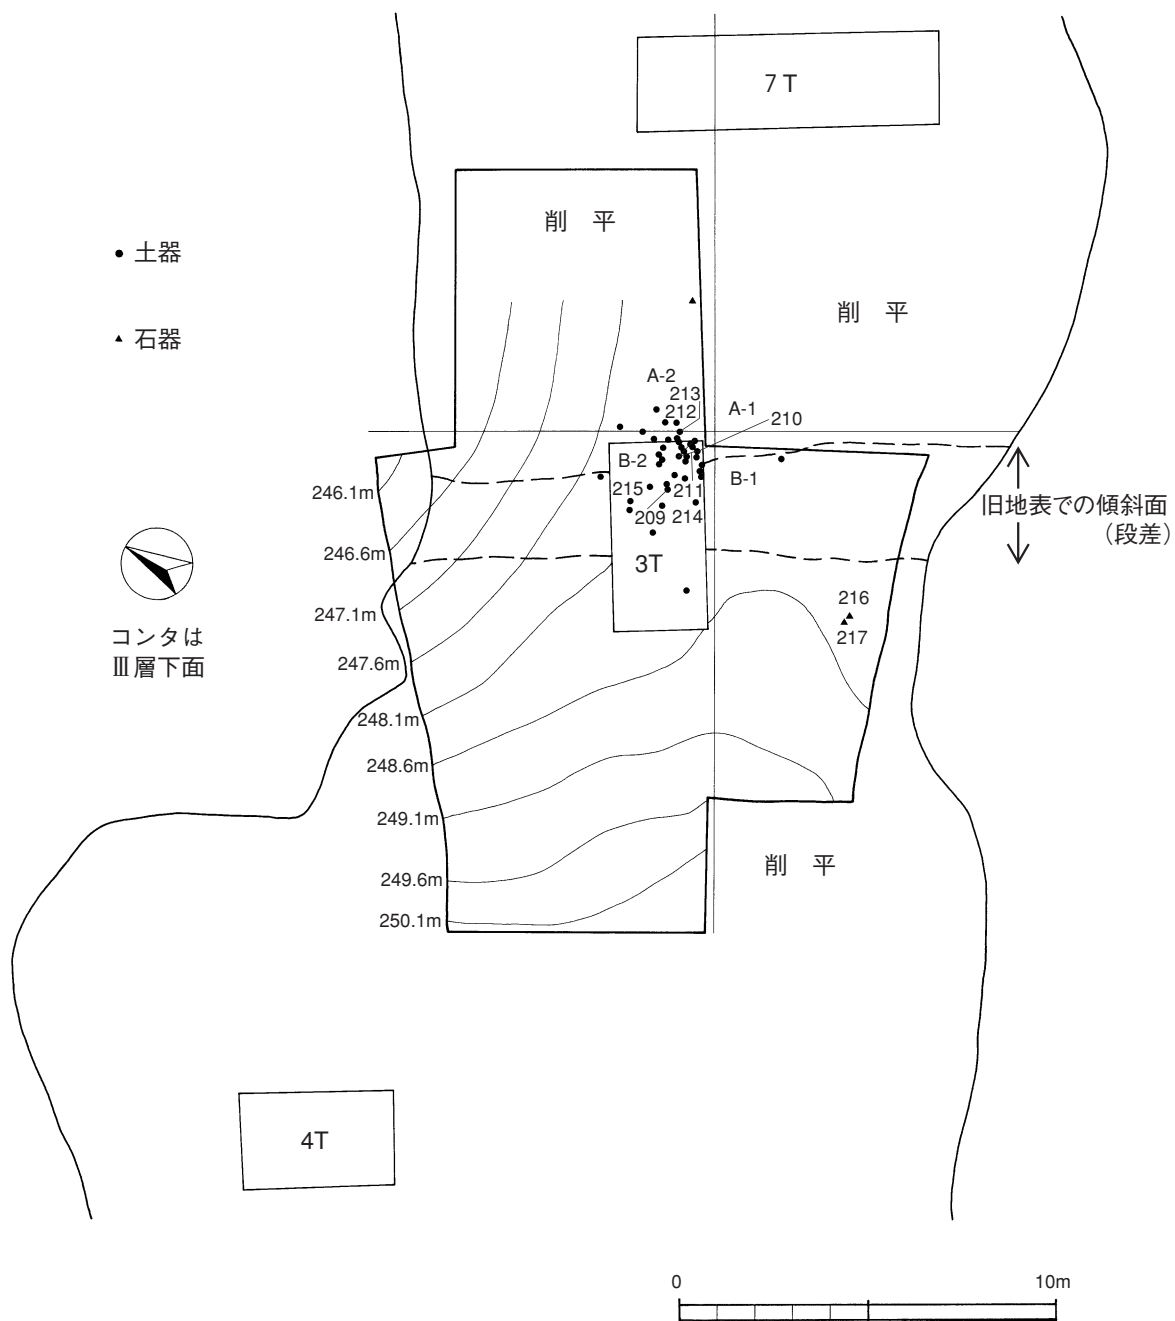 7 T
削 平
● 土器
▲ 石器
削 平
A-2
213
212
A-1
210
B-2
B-1
215
211
209
214
246.1m
旧地表での傾斜面
（段差）
246.6m
3T
216
217
コンタは
Ⅲ層下面
247.1m
247.6m
248.1m
248.6m
249.1m
削 平
249.6m
250.1m
4T
0
10m